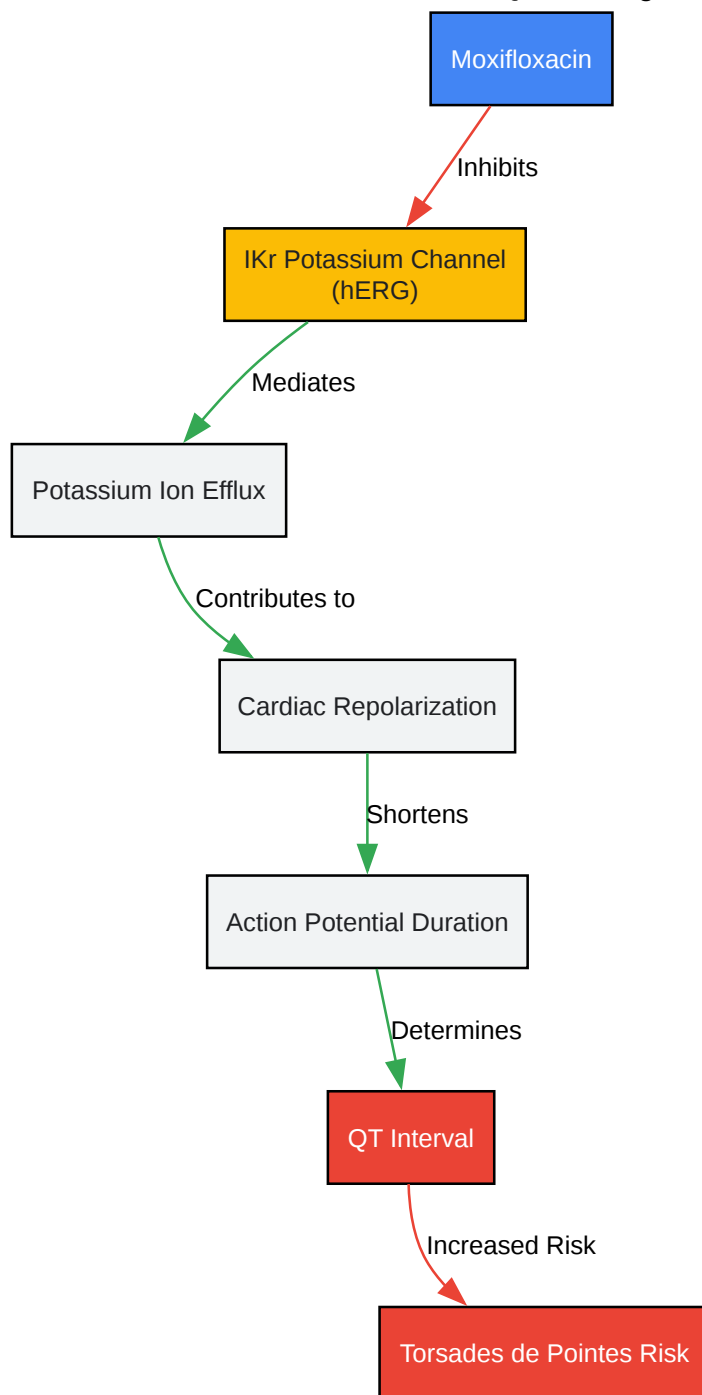 Moxifloxacin
Inhibits
IKr Potassium Channel
(hERG)
Mediates
Potassium Ion Efflux
Contributes to
Cardiac Repolarization
Shortens
Action Potential Duration
Determines
QT Interval
Increased Risk
Torsades de Pointes Risk